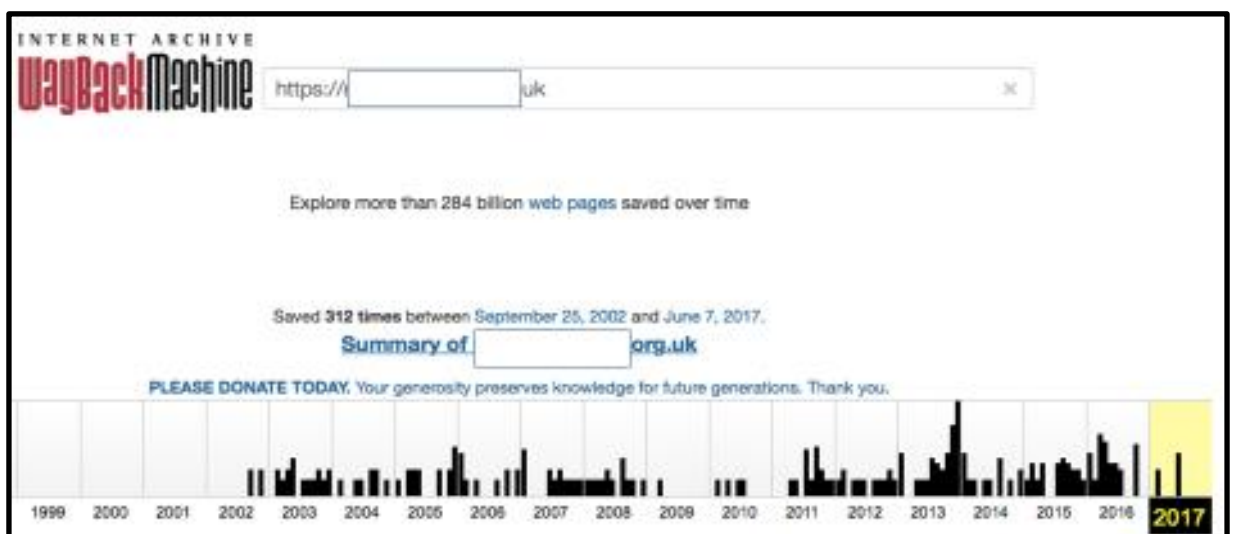 INTERNET ARCHIVE
WayBackMachine
https:// uk ×
Explore more than 284 billion web pages saved over time
Saved 312 times between September 25, 2002 and June 7, 2017.
Summary of org.uk
PLEASE DONATE TODAY. Your generosity preserves knowledge for future generations. Thank you.
1999 2000 2001 2002 2003 2004 2005 2006 2007 2008 2009 2010 2011 2012 2013 2014 2015 2016 2017